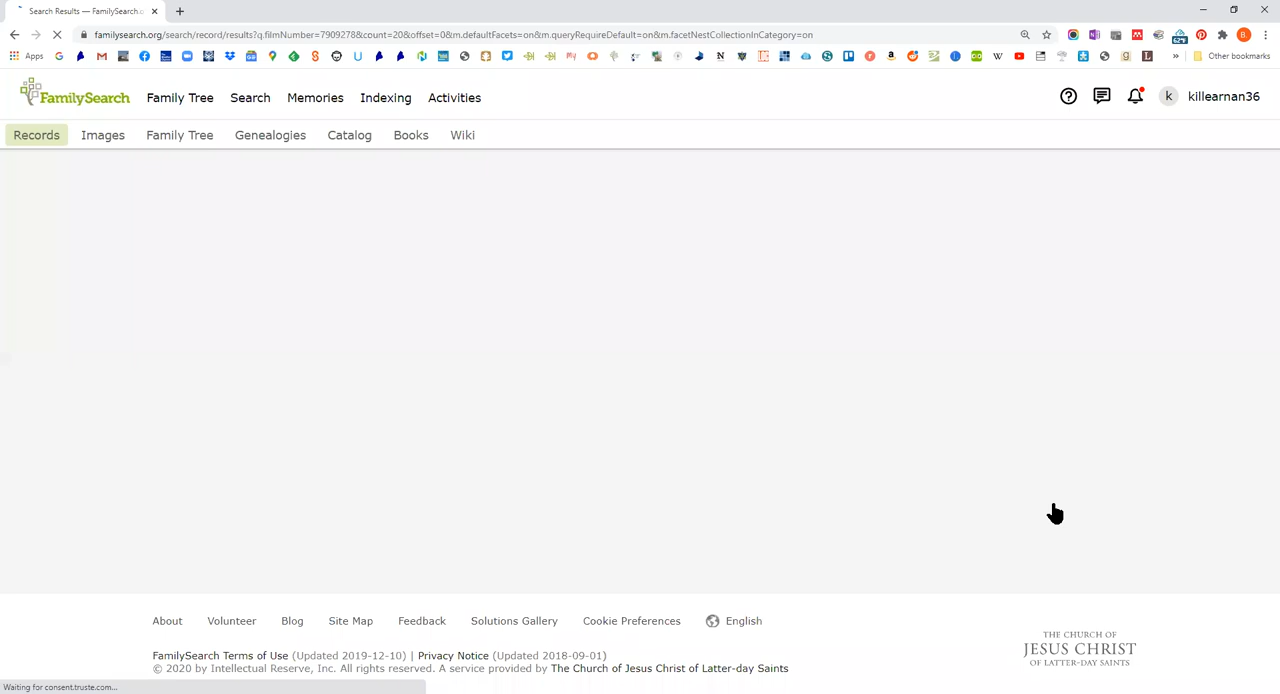 Search Results — FamilySearch.o
familysearch.org/search/record/results?q.filmNumber=7909278&count=20&offset=0&m.defaultFacets=on&m.queryRequireDefault=on&m.facetNestCollectionInCategory=on
B.
Apps
Other bookmarks
FamilySearch
Family Tree
Search
Memories
Indexing
Activities
k
killearnan36
Records
Images
Family Tree
Genealogies
Catalog
Books
Wiki
About
Volunteer
Blog
Site Map
Feedback
Solutions Gallery
Cookie Preferences
English
FamilySearch Terms of Use (Updated 2019-12-10) | Privacy Notice (Updated 2018-09-01)
© 2020 by Intellectual Reserve, Inc. All rights reserved. A service provided by The Church of Jesus Christ of Latter-day Saints
THE CHURCH OF
JESUS CHRIST
OF LATTER-DAY SAINTS
Waiting for consent.truste.com...